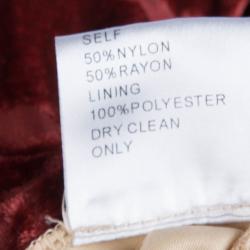 SELF
50%NYLON
50%RAYON
LINING
100%POLYESTER
DRY CLEAN
ONLY